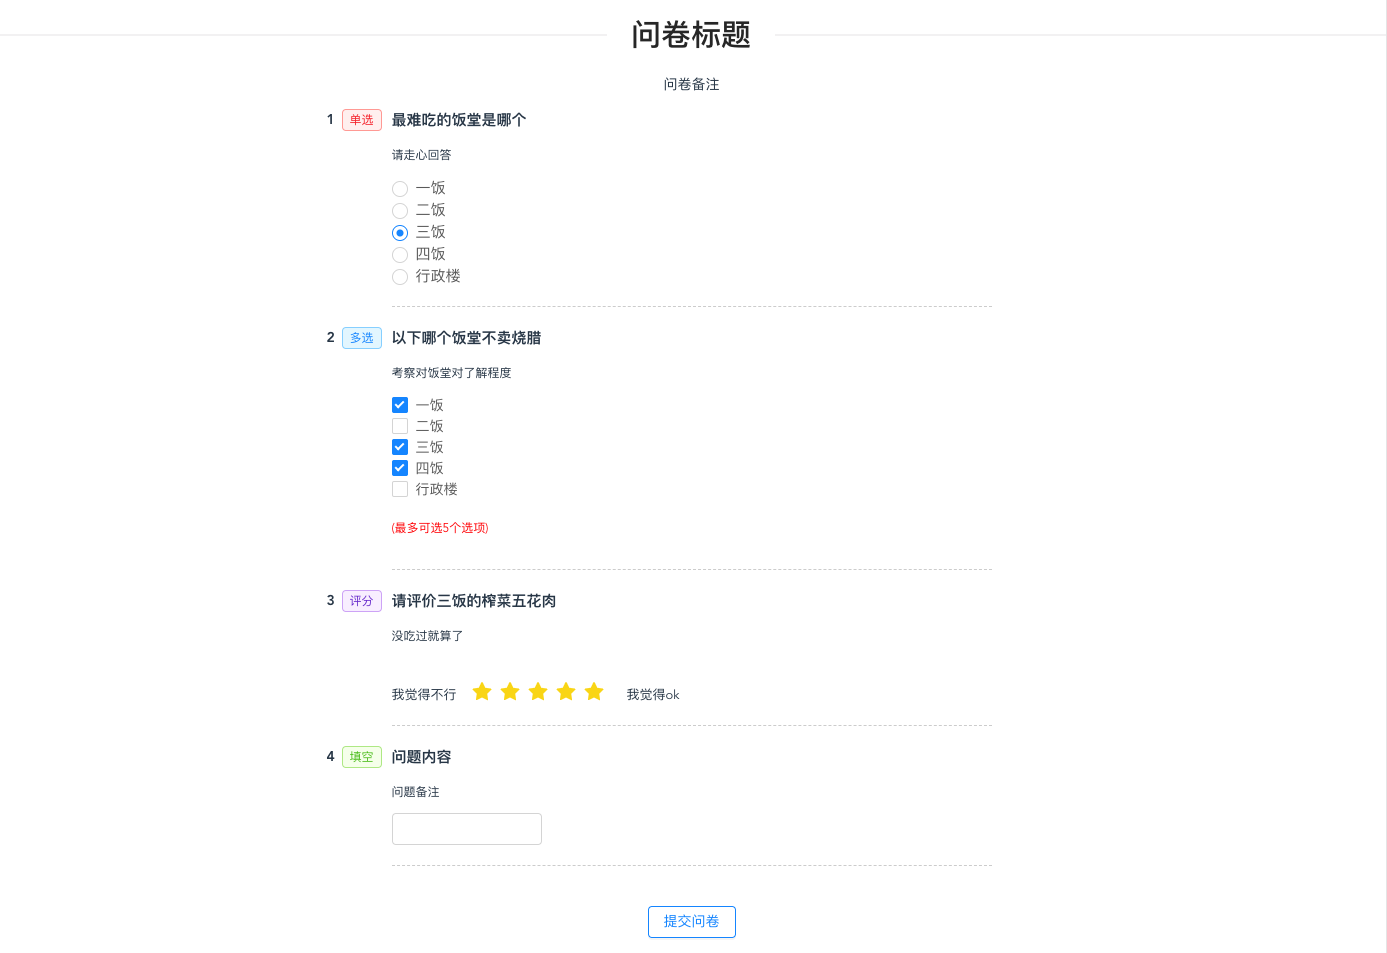 问卷标题
问卷备注
1 单选 最难吃的饭堂是哪个
请走心回答
一饭
二饭
三饭
四饭
行政楼
2 多选 以下哪个饭堂不卖烧腊
考察对饭堂对了解程度
一饭
二饭
三饭
四饭
行政楼
(最多可选5个选项)
3 评分 请评价三饭的榨菜五花肉
没吃过就算了
我觉得不行 我觉得ok
4 填空 问题内容
问题备注
提交问卷